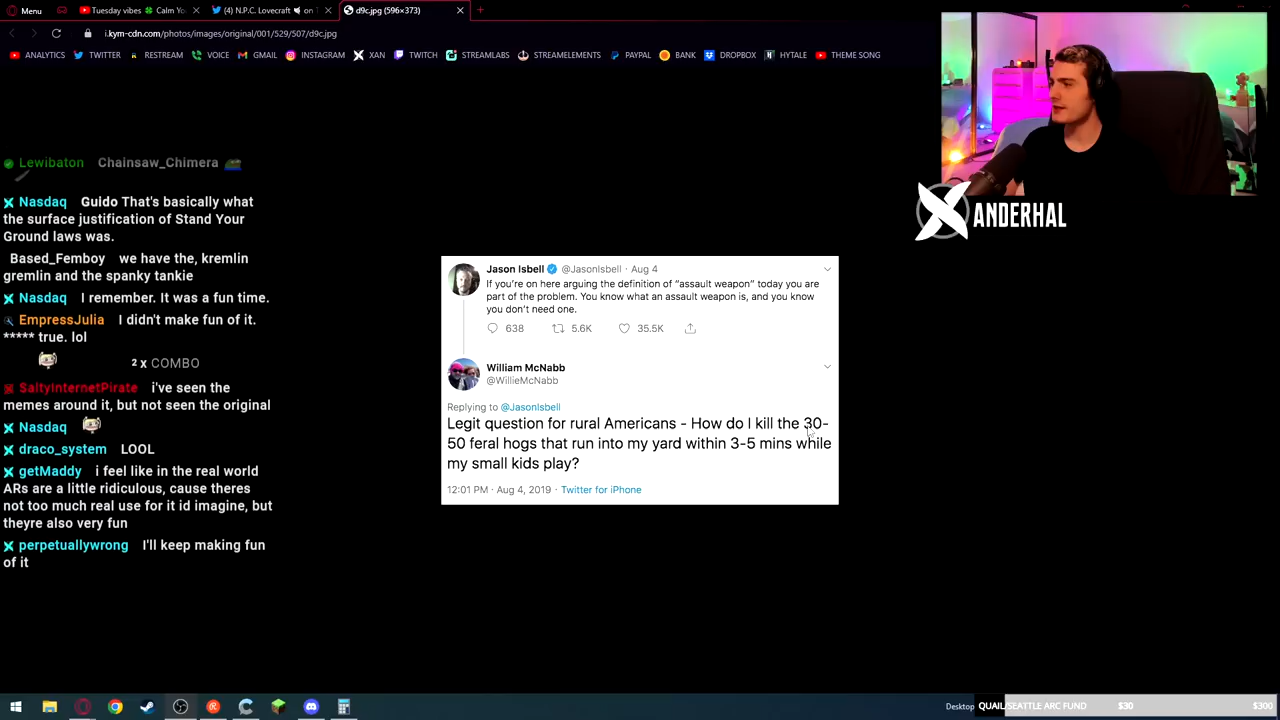 Menu
Tuesday vibes 🍀 Calm Yo
(4) N.P.C. Lovecraft
on T
d9c.jpg (596×373)
i.kym-cdn.com/photos/images/original/001/529/507/d9c.jpg
ANALYTICS TWITTER RESTREAM VOICE GMAIL INSTAGRAM XAN TWITCH STREAMLABS STREAMELEMENTS PAYPAL BANK DROPBOX HYTALE THEME SONG
Lewibaton Chainsaw_Chimera
Nasdaq Guido That's basically what
the surface justification of Stand Your
Ground laws was.
Based_Femboy we have the, kremlin
gremlin and the spanky tankie
Nasdaq I remember. It was a fun time.
EmpressJulia I didn't make fun of it.
***** true. lol
2 x COMBO
SaltyInternetPirate i've seen the
memes around it, but not seen the original
Nasdaq
draco_system LOOL
getMaddy i feel like in the real world
ARs are a little ridiculous, cause theres
not too much real use for it id imagine, but
theyre also very fun
perpetuallywrong I'll keep making fun
of it
XANDERHAL
Jason Isbell @JasonIsbell · Aug 4
If you're on here arguing the definition of "assault weapon" today you are
part of the problem. You know what an assault weapon is, and you know
you don't need one.
638 5.6K 35.5K
William McNabb
@WillieMcNabb
Replying to @JasonIsbell
Legit question for rural Americans - How do I kill the 30-
50 feral hogs that run into my yard within 3-5 mins while
my small kids play?
12:01 PM · Aug 4, 2019 · Twitter for iPhone
Desktop QUAIL/SEATTLE ARC FUND $30 $300